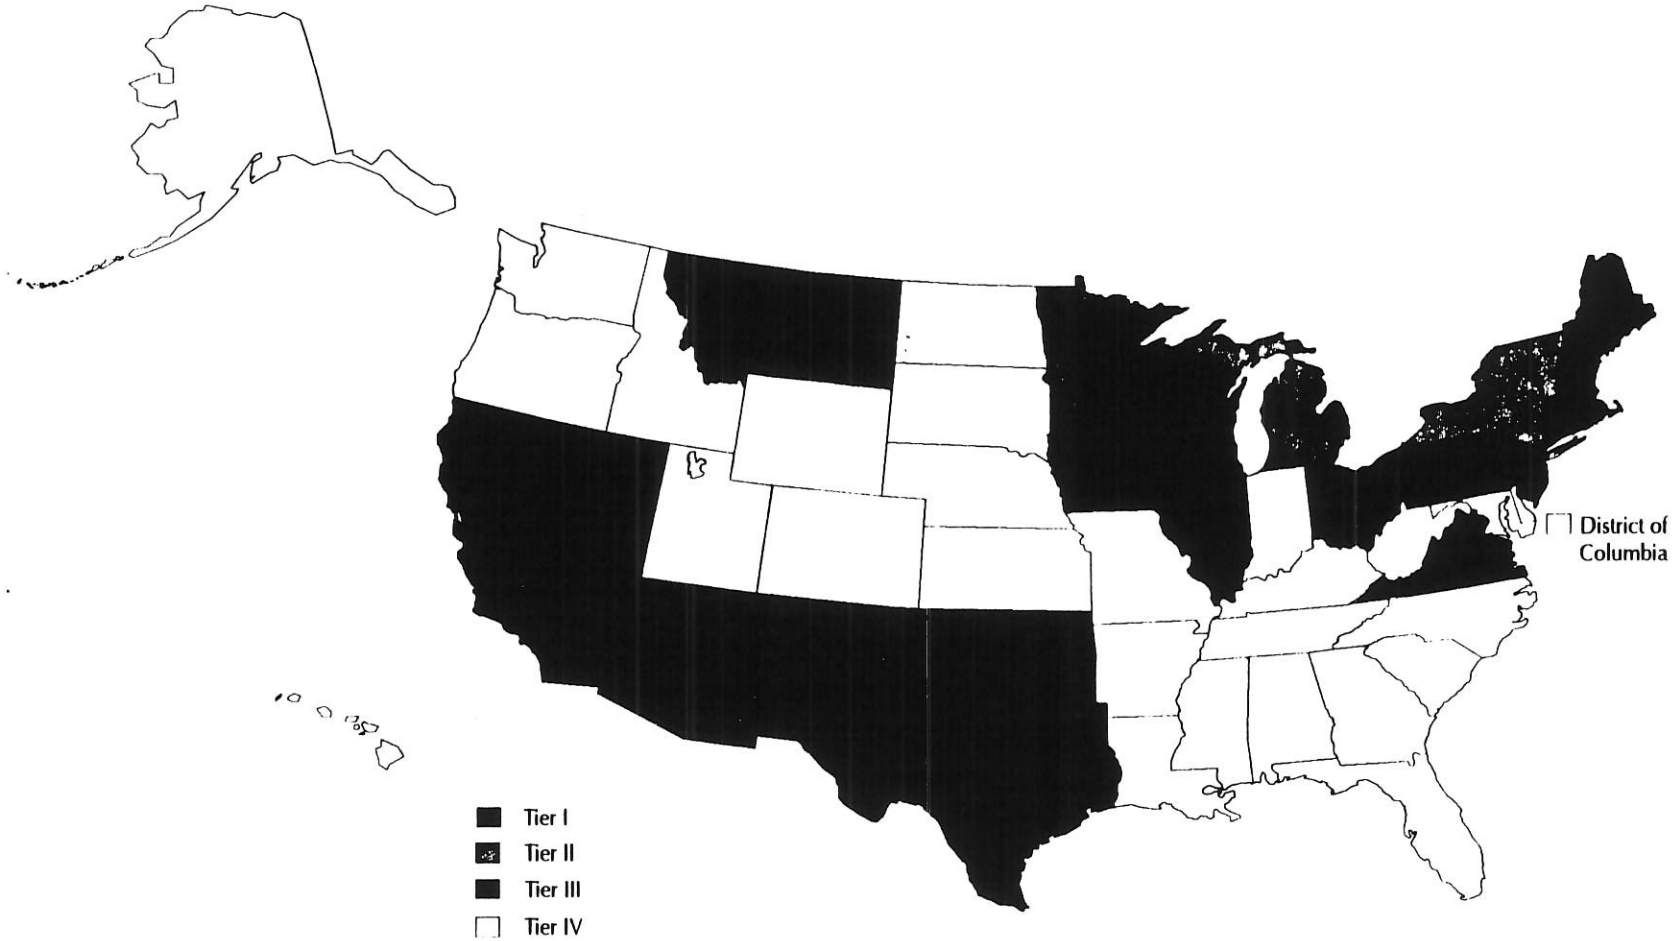 District of
Columbia
Tier I
Tier II
Tier III
Tier IV